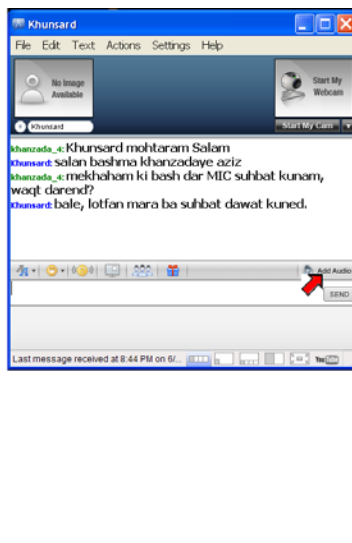 Khunsard
File Edit Text Actions Settings Help
No Image
Available
Start My
Webcam
Khunsard
Start My Cam
khanzada_4: Khunsard mohtaram Salam
Khunsard: salan bashma khanzadaye aziz
khanzada_4: mekhaham ki bash dar MIC suhbat kunam,
waqt darend?
Khunsard: bale, lotfan mara ba suhbat dawat kuned.
Add Audio
SEND
Last message received at 8:44 PM on 6/...
You Tube